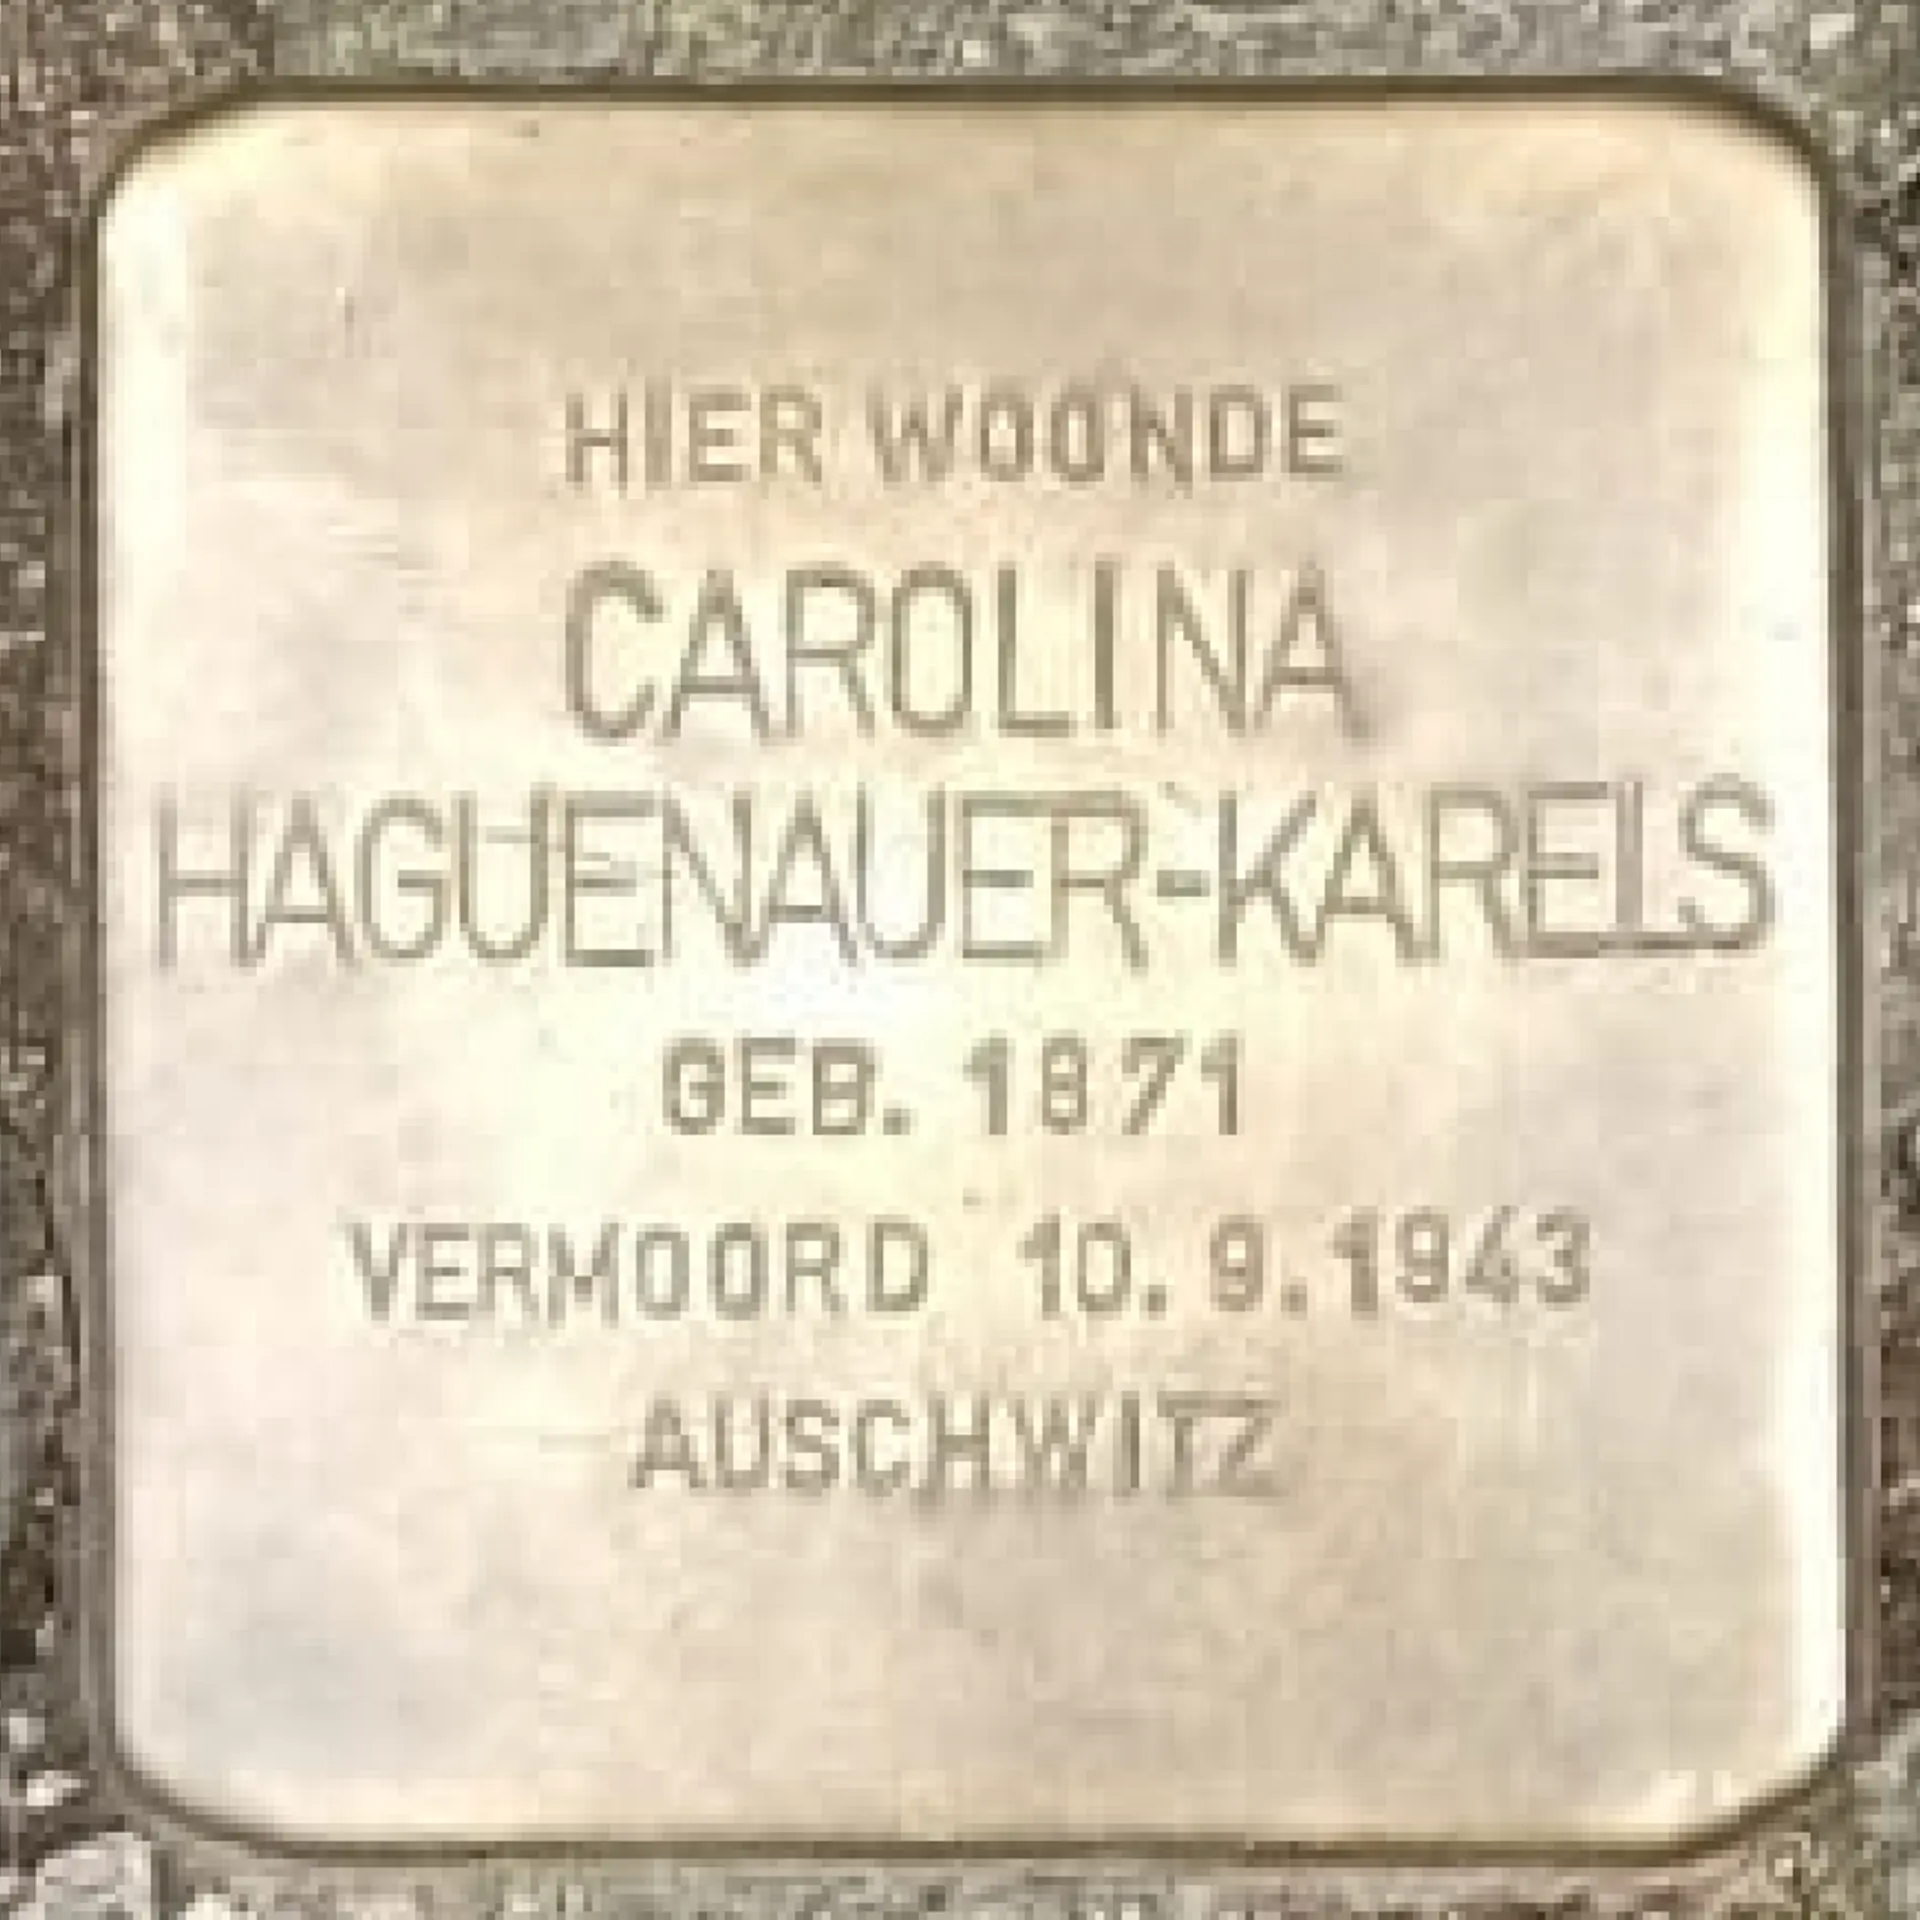 HIER WOONDE
CAROLINA
HAGUENAUER-KARELS
GEB. 1871
VERMOORD 10.9.1943
AUSCHWITZ